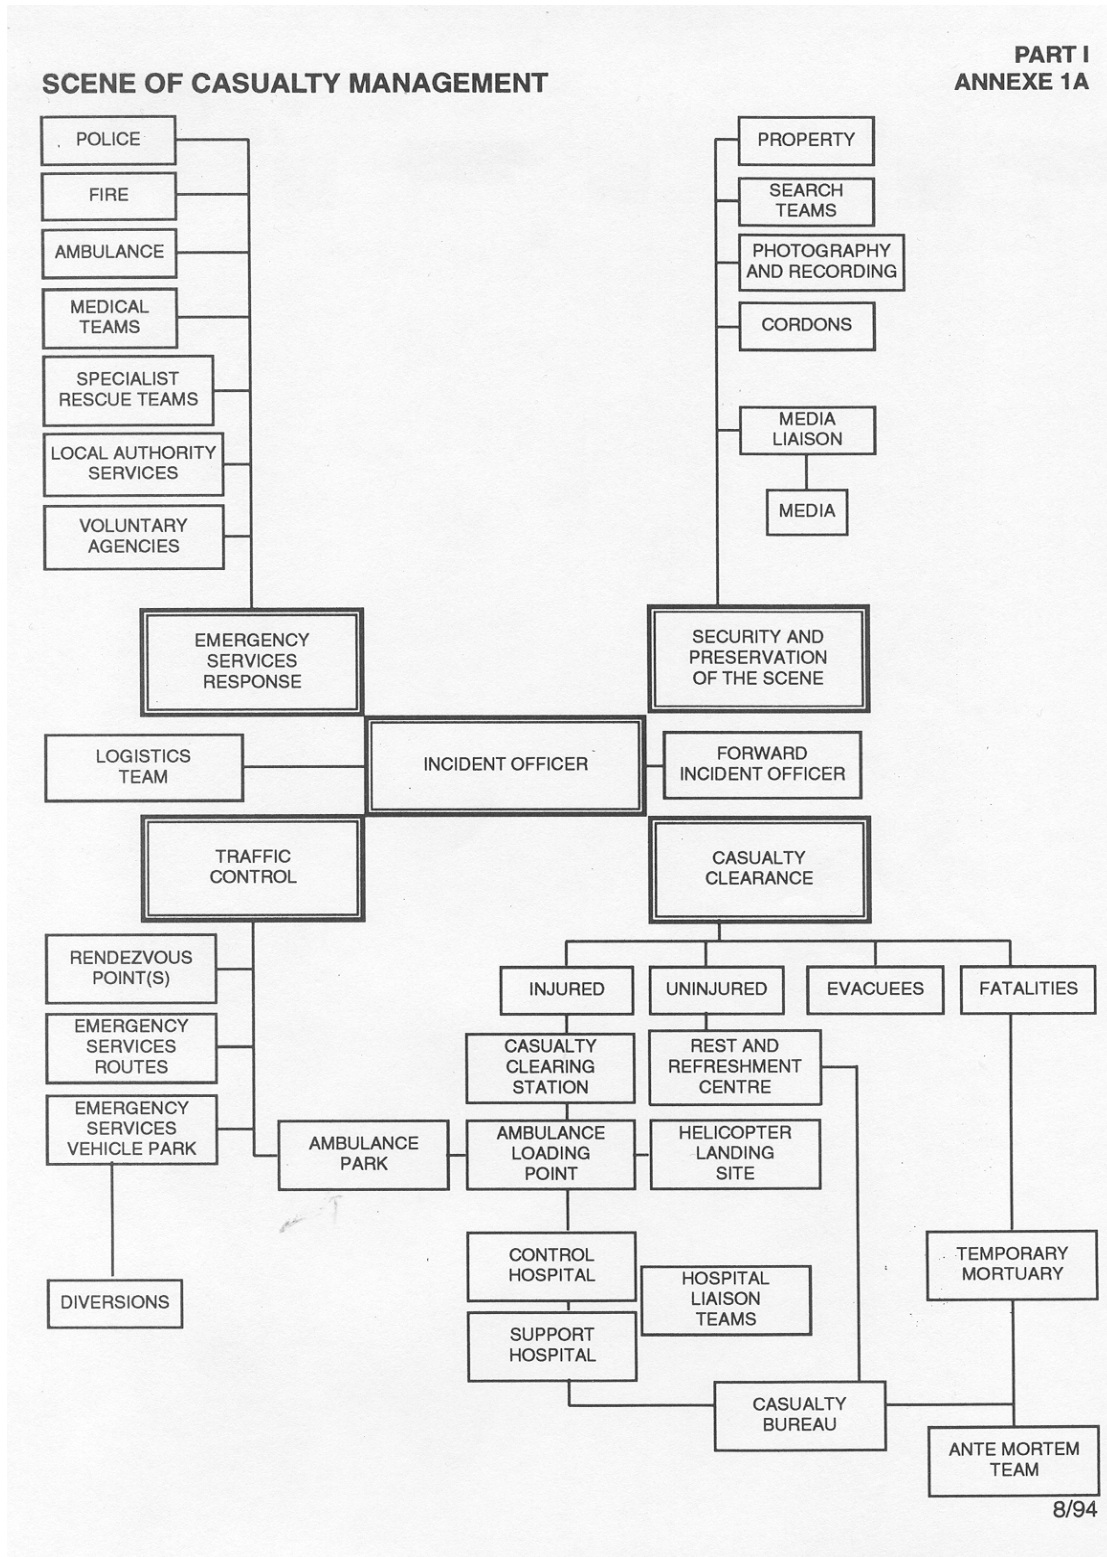 PART I
SCENE OF CASUALTY MANAGEMENT
ANNEXE 1A
POLICE
FIRE
AMBULANCE
MEDICAL
TEAMS
SPECIALIST
RESCUE TEAMS
LOCAL AUTHORITY
SERVICES
VOLUNTARY
AGENCIES
PROPERTY
SEARCH
TEAMS
PHOTOGRAPHY
AND RECORDING
CORDONS
MEDIA
LIAISON
MEDIA
EMERGENCY
SERVICES
RESPONSE
SECURITY AND
PRESERVATION
OF THE SCENE
LOGISTICS
TEAM
INCIDENT OFFICER
FORWARD
INCIDENT OFFICER
TRAFFIC
CONTROL
CASUALTY
CLEARANCE
RENDEZVOUS
POINT(S)
EMERGENCY
SERVICES
ROUTES
EMERGENCY
SERVICES
VEHICLE PARK
DIVERSIONS
AMBULANCE
PARK
INJURED
UNINJURED
EVACUEES
FATALITIES
CASUALTY
CLEARING
STATION
REST AND
REFRESHMENT
CENTRE
AMBULANCE
LOADING
POINT
HELICOPTER
LANDING
SITE
CONTROL
HOSPITAL
HOSPITAL
LIAISON
TEAMS
SUPPORT
HOSPITAL
TEMPORARY
MORTUARY
CASUALTY
BUREAU
ANTE MORTEM
TEAM
8/94